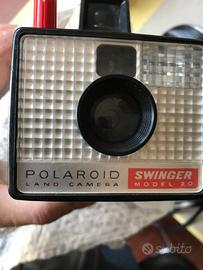 POLAROID
LAND CAMERA
SWINGER
MODEL 20
subito